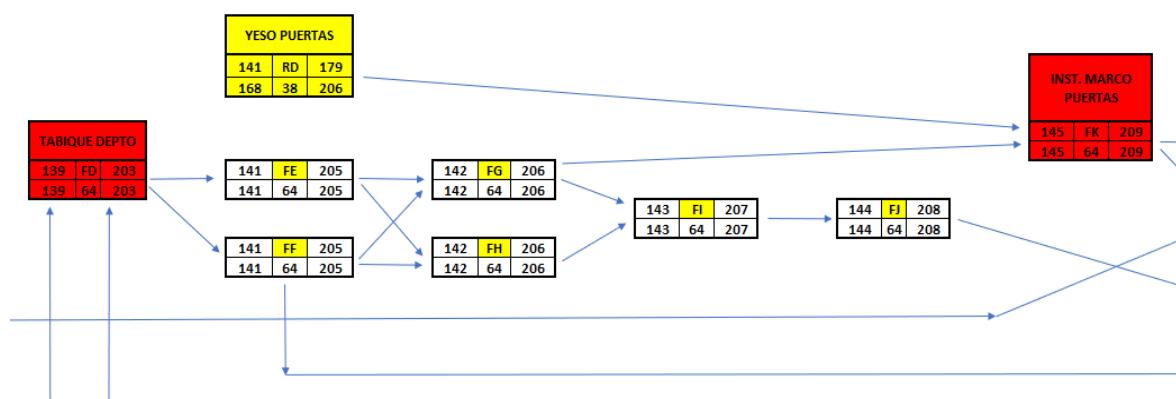 YESO PUERTAS
141 RD 179
168 38 206
INST. MARCO
PUERTAS
145 FK 209
145 64 209
TABIQUE DEPTO
139 FD 203
139 64 203
141 FE 205
141 64 205
142 FG 206
142 64 206
143 FI 207
143 64 207
144 FJ 208
144 64 208
141 FF 205
141 64 205
142 FH 206
142 64 206